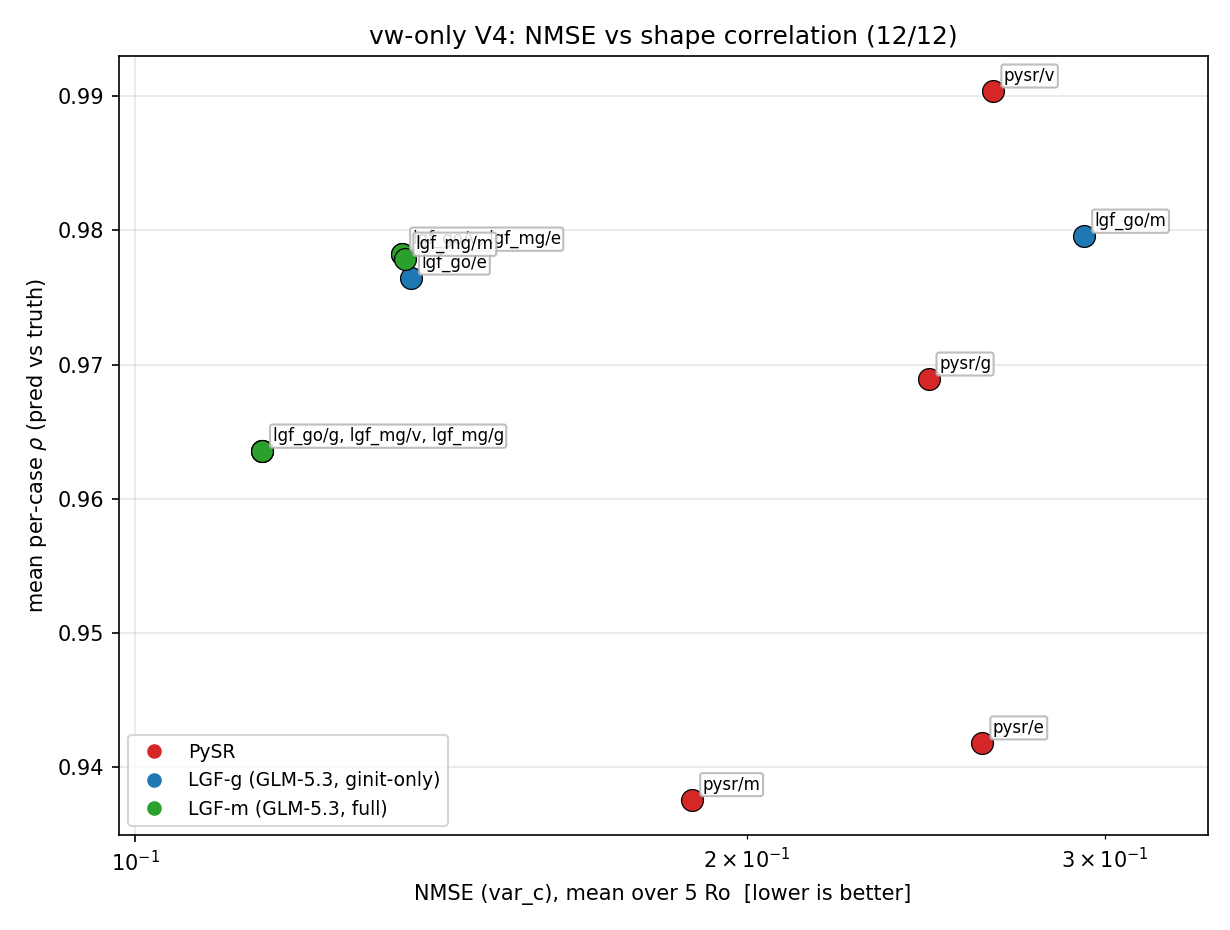 vw-only V4: NMSE vs shape correlation (12/12)
mean per-case ρ (pred vs truth)
0.99
0.98
0.97
0.96
0.95
0.94
pysr/v
lgf_go/m
lgf_mg/e
lgf_mg/m
lgf_go/e
pysr/g
lgf_go/g, lgf_mg/v, lgf_mg/g
pysr/e
pysr/m
PySR
LGF-g (GLM-5.3, ginit-only)
LGF-m (GLM-5.3, full)
10⁻¹
2 × 10⁻¹
3 × 10⁻¹
NMSE (var_c), mean over 5 Ro [lower is better]